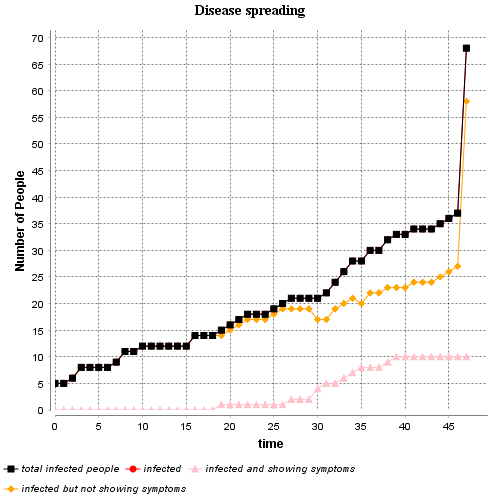 Disease spreading
Number of People
70
65
60
55
50
45
40
35
30
25
20
15
10
5
0
0 5 10 15 20 25 30 35 40 45
time
total infected people infected infected and showing symptoms
infected but not showing symptoms